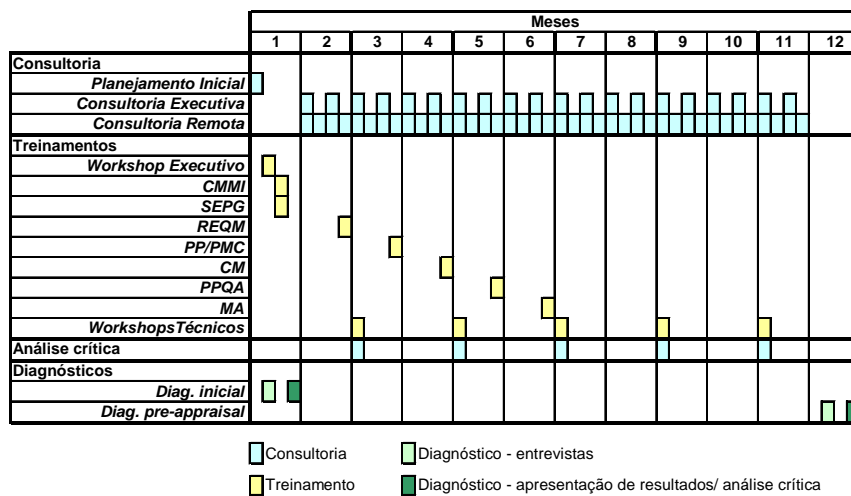 Meses
1 2 3 4 5 6 7 8 9 10 11 12
Consultoria
Planejamento Inicial
Consultoria Executiva
Consultoria Remota
Treinamentos
Workshop Executivo
CMMI
SEPG
REQM
PP/PMC
CM
PPQA
MA
WorkshopsTécnicos
Análise crítica
Diagnósticos
Diag. inicial
Diag. pre-appraisal
Consultoria Diagnóstico - entrevistas
Treinamento Diagnóstico - apresentação de resultados/ análise crítica